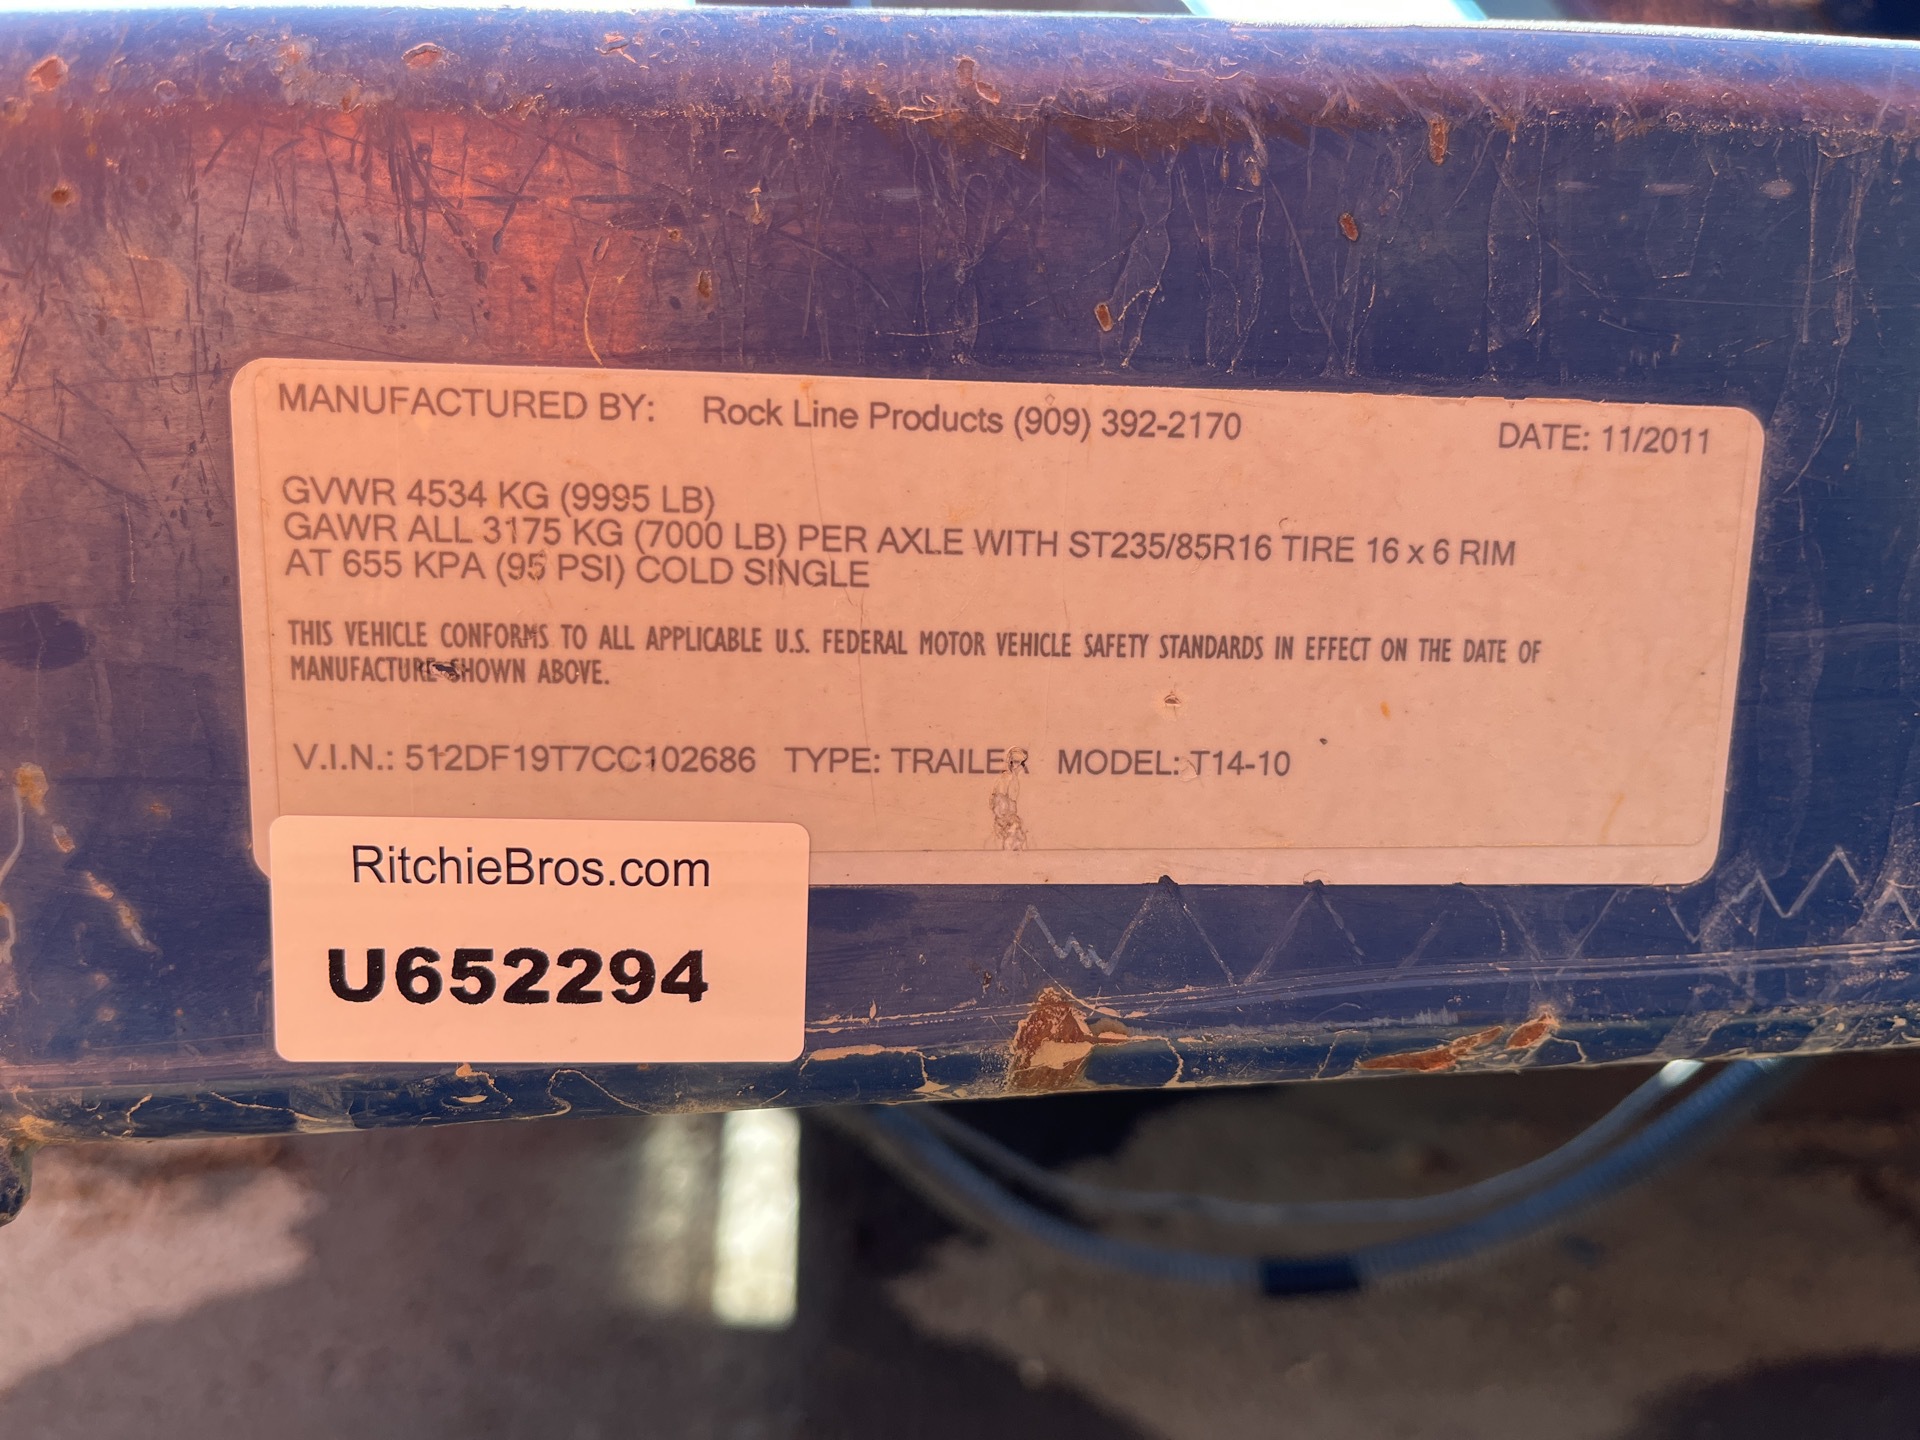 MANUFACTURED BY: Rock Line Products (909) 392-2170 DATE: 11/2011
GVWR 4534 KG (9995 LB)
GAWR ALL 3175 KG (7000 LB) PER AXLE WITH ST235/85R16 TIRE 16 x 6 RIM
AT 655 KPA (95 PSI) COLD SINGLE
THIS VEHICLE CONFORMS TO ALL APPLICABLE U.S. FEDERAL MOTOR VEHICLE SAFETY STANDARDS IN EFFECT ON THE DATE OF
MANUFACTURE SHOWN ABOVE.
V.I.N.: 512DF19T7CC102686 TYPE: TRAILER MODEL: T14-10
RitchieBros.com
U652294